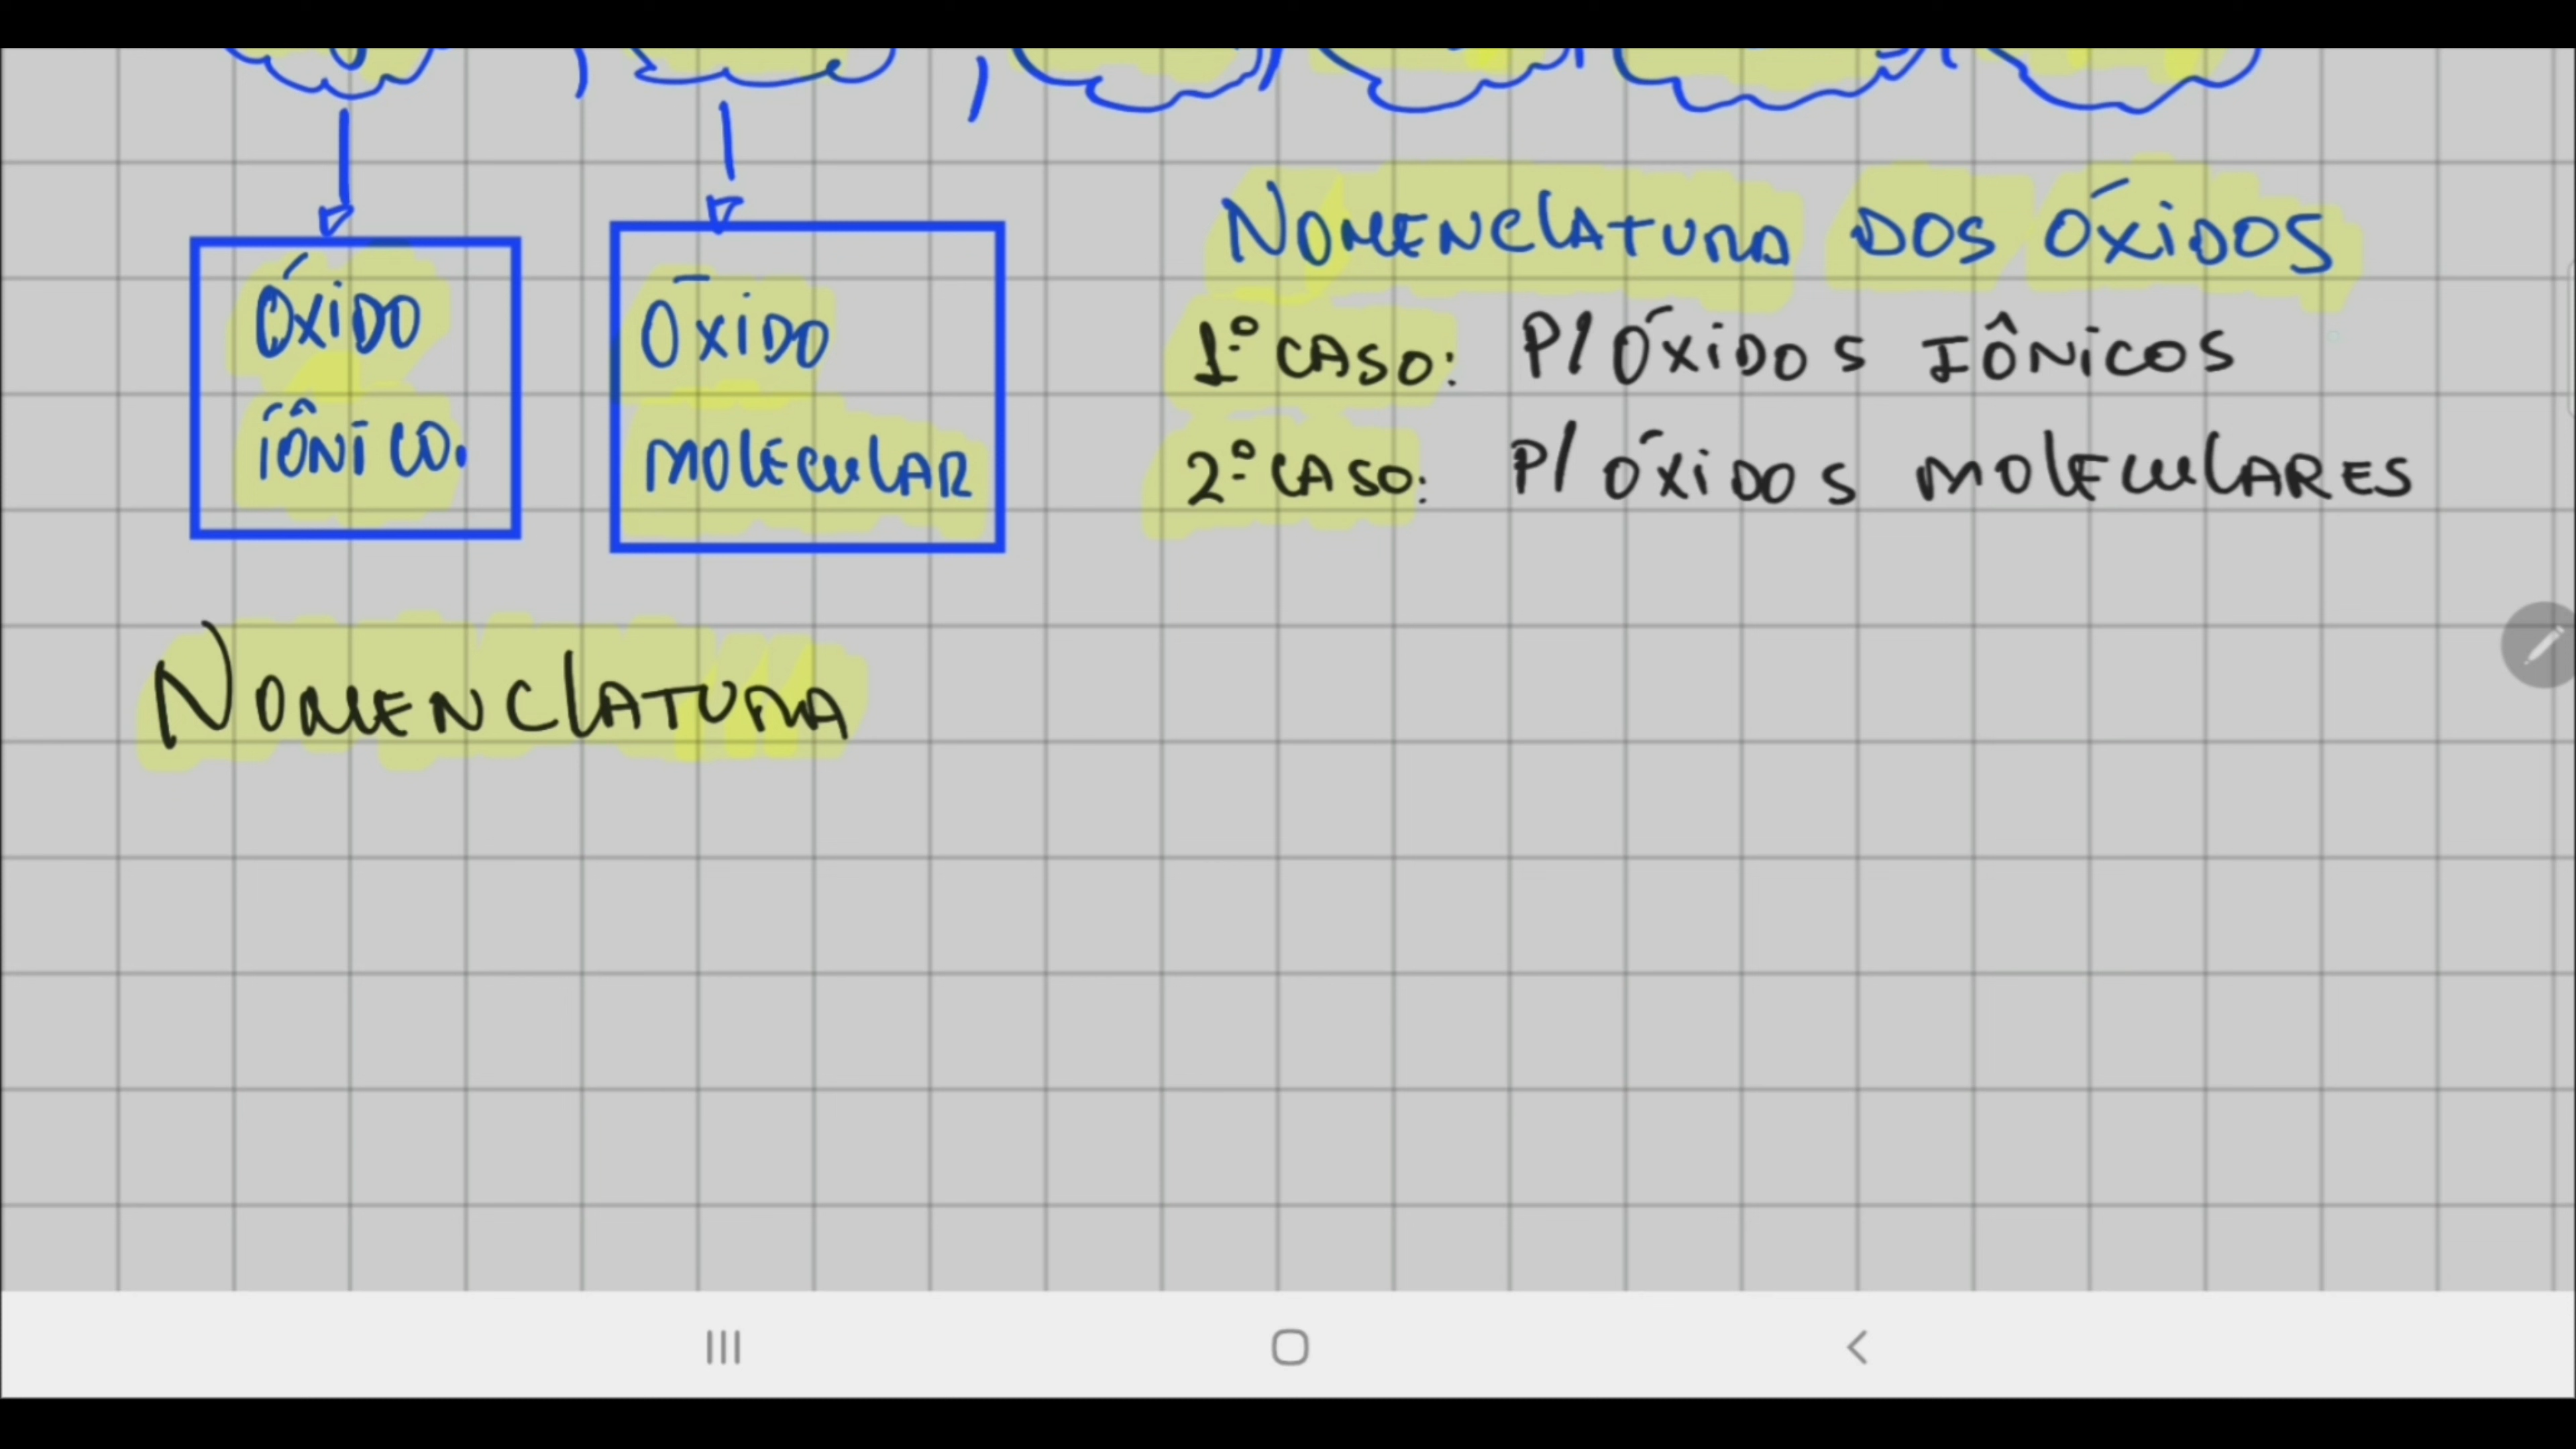 ÓXIDO
IÔNICO.
ÓXIDO
MOLECULAR
NOMENCLATURA DOS ÓXIDOS
1º CASO: P/ ÓXIDOS IÔNICOS
2º CASO: P/ ÓXIDOS MOLECULARES
NOMENCLATURA